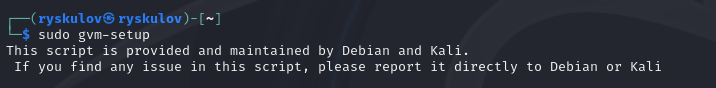 ┌──(ryskulov㉿ryskulov)-[~]
└─$ sudo gvm-setup
This script is provided and maintained by Debian and Kali.
 If you find any issue in this script, please report it directly to Debian or Kali